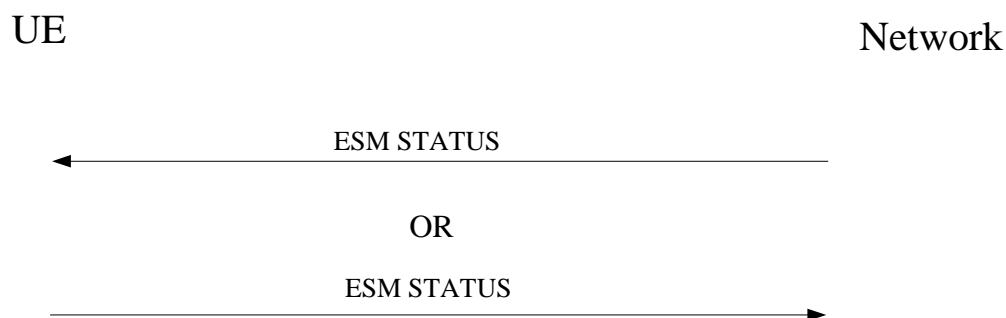 UE
Network
ESM STATUS
OR
ESM STATUS